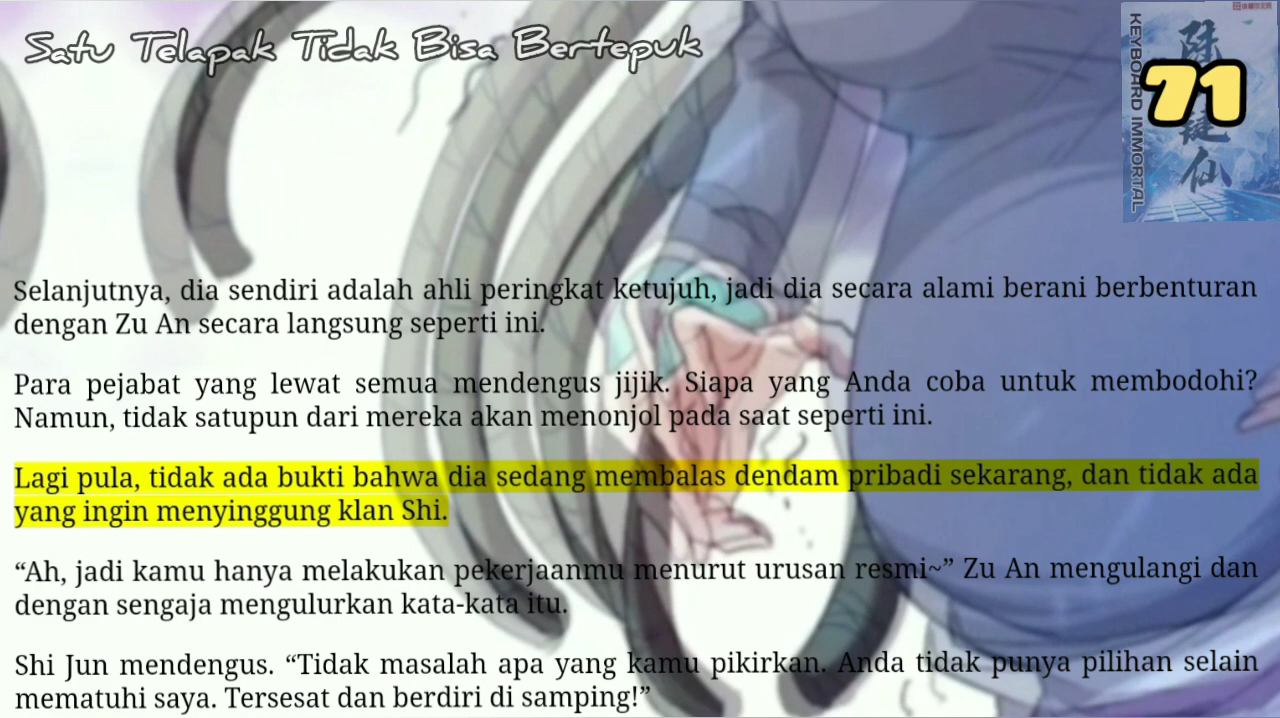 Satu Telapak Tidak Bisa Bertepuk
71
KEYBOARD IMMORTAL
Selanjutnya, dia sendiri adalah ahli peringkat ketujuh, jadi dia secara alami berani berbenturan
dengan Zu An secara langsung seperti ini.
Para pejabat yang lewat semua mendengus jijik. Siapa yang Anda coba untuk membodohi?
Namun, tidak satupun dari mereka akan menonjol pada saat seperti ini.
Lagi pula, tidak ada bukti bahwa dia sedang membalas dendam pribadi sekarang, dan tidak ada
yang ingin menyinggung klan Shi.
“Ah, jadi kamu hanya melakukan pekerjaanmu menurut urusan resmi~” Zu An mengulangi dan
dengan sengaja mengulurkan kata-kata itu.
Shi Jun mendengus. “Tidak masalah apa yang kamu pikirkan. Anda tidak punya pilihan selain
mematuhi saya. Tersesat dan berdiri di samping!”